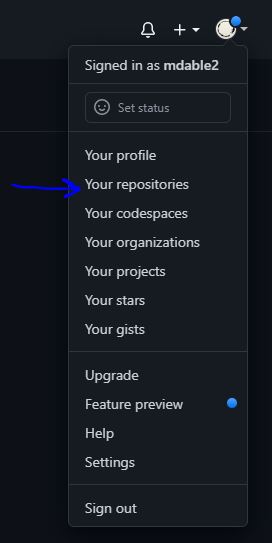 Signed in as mdable2
Set status
Your profile
Your repositories
Your codespaces
Your organizations
Your projects
Your stars
Your gists
Upgrade
Feature preview
Help
Settings
Sign out